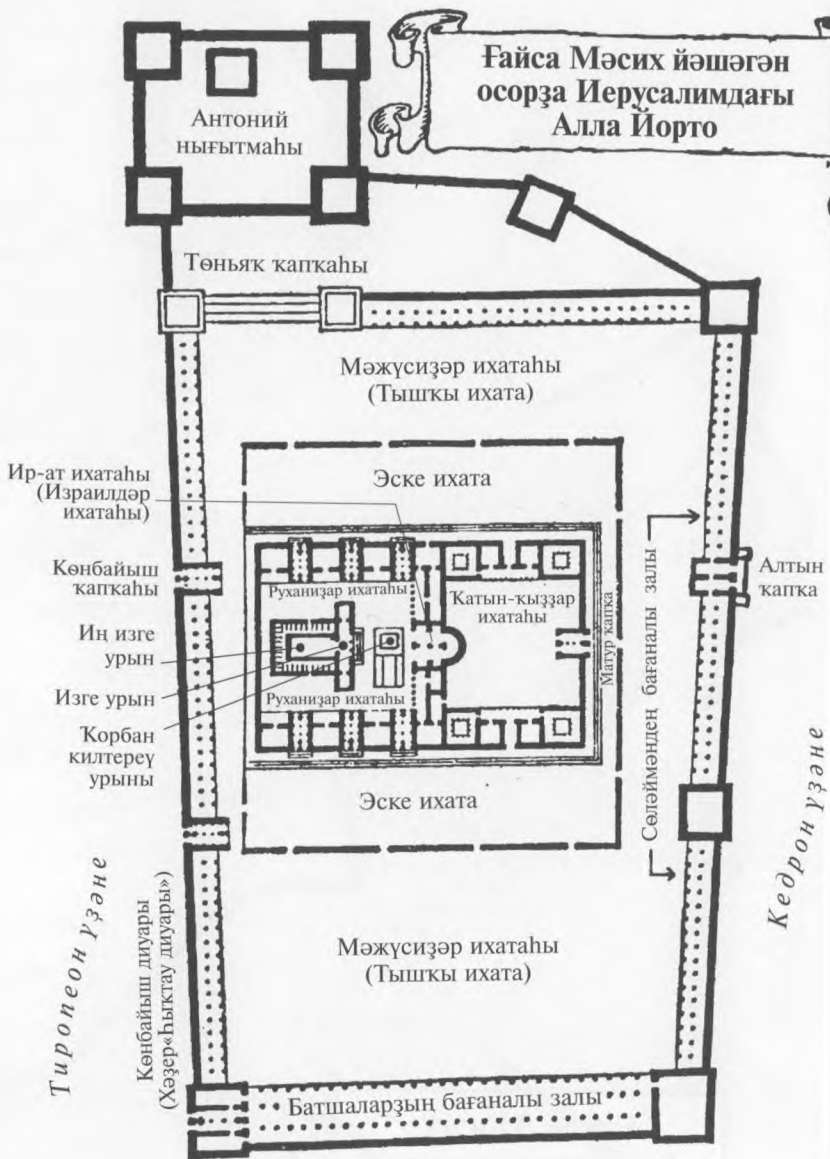 Ғайса Мәсих йәшәгән
осорҙа Иерусалимдағы
Алла Йорто
Антоний
нығытмаһы
Төньяҡ ҡапҡаһы
Мәжүсиҙәр ихатаһы
(Тышҡы ихата)
Ир-ат ихатаһы
(Израилдәр
ихатаһы)
Эске ихата
Көнбайыш
ҡапҡаһы
Руханиҙар ихатаһы
Ҡатын-ҡыҙҙар
ихатаһы
Матур ҡапҡа
Сөләймәндең бағаналы залы
Алтын
ҡапҡа
Иң изге
урын
Изге урын
Руханиҙар ихатаһы
Ҡорбан
килтереү
урыны
Эске ихата
Тиропеон үҙәне
Көнбайыш диуары
(Хәҙер«Һыҡтау диуары»)
Кедрон үҙәне
Мәжүсиҙәр ихатаһы
(Тышҡы ихата)
Батшаларҙың бағаналы залы